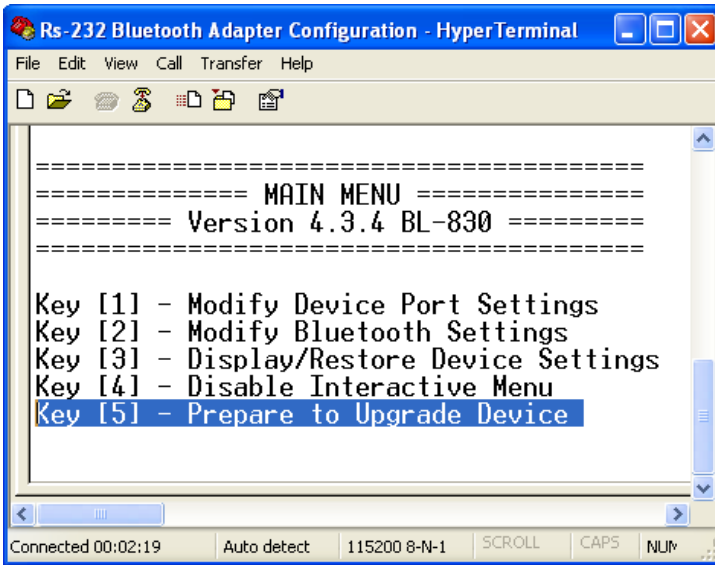 Rs-232 Bluetooth Adapter Configuration - HyperTerminal
File Edit View Call Transfer Help
========================================
============== MAIN MENU ===============
========= Version 4.3.4 BL-830 =========
========================================
Key [1] - Modify Device Port Settings
Key [2] - Modify Bluetooth Settings
Key [3] - Display/Restore Device Settings
Key [4] - Disable Interactive Menu
Key [5] - Prepare to Upgrade Device
Connected 00:02:19 Auto detect 115200 8-N-1 SCROLL CAPS